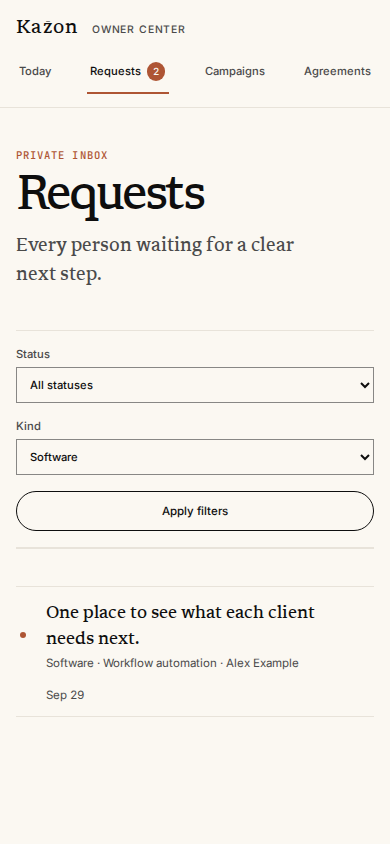 Kažon OWNER CENTER
Today Requests 2 Campaigns Agreements
PRIVATE INBOX
Requests
Every person waiting for a clear
next step.
Status
All statuses
Kind
Software
Apply filters
One place to see what each client
needs next.
Software · Workflow automation · Alex Example
Sep 29